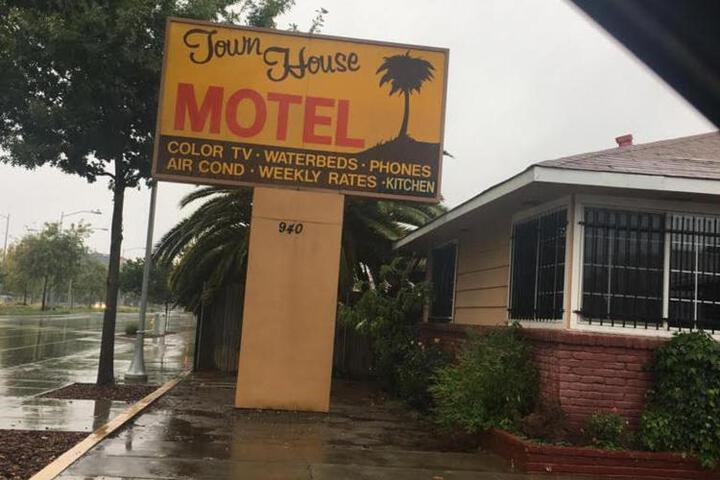 Town House
MOTEL
COLOR TV · WATERBEDS · PHONES
AIR COND · WEEKLY RATES · KITCHEN
940